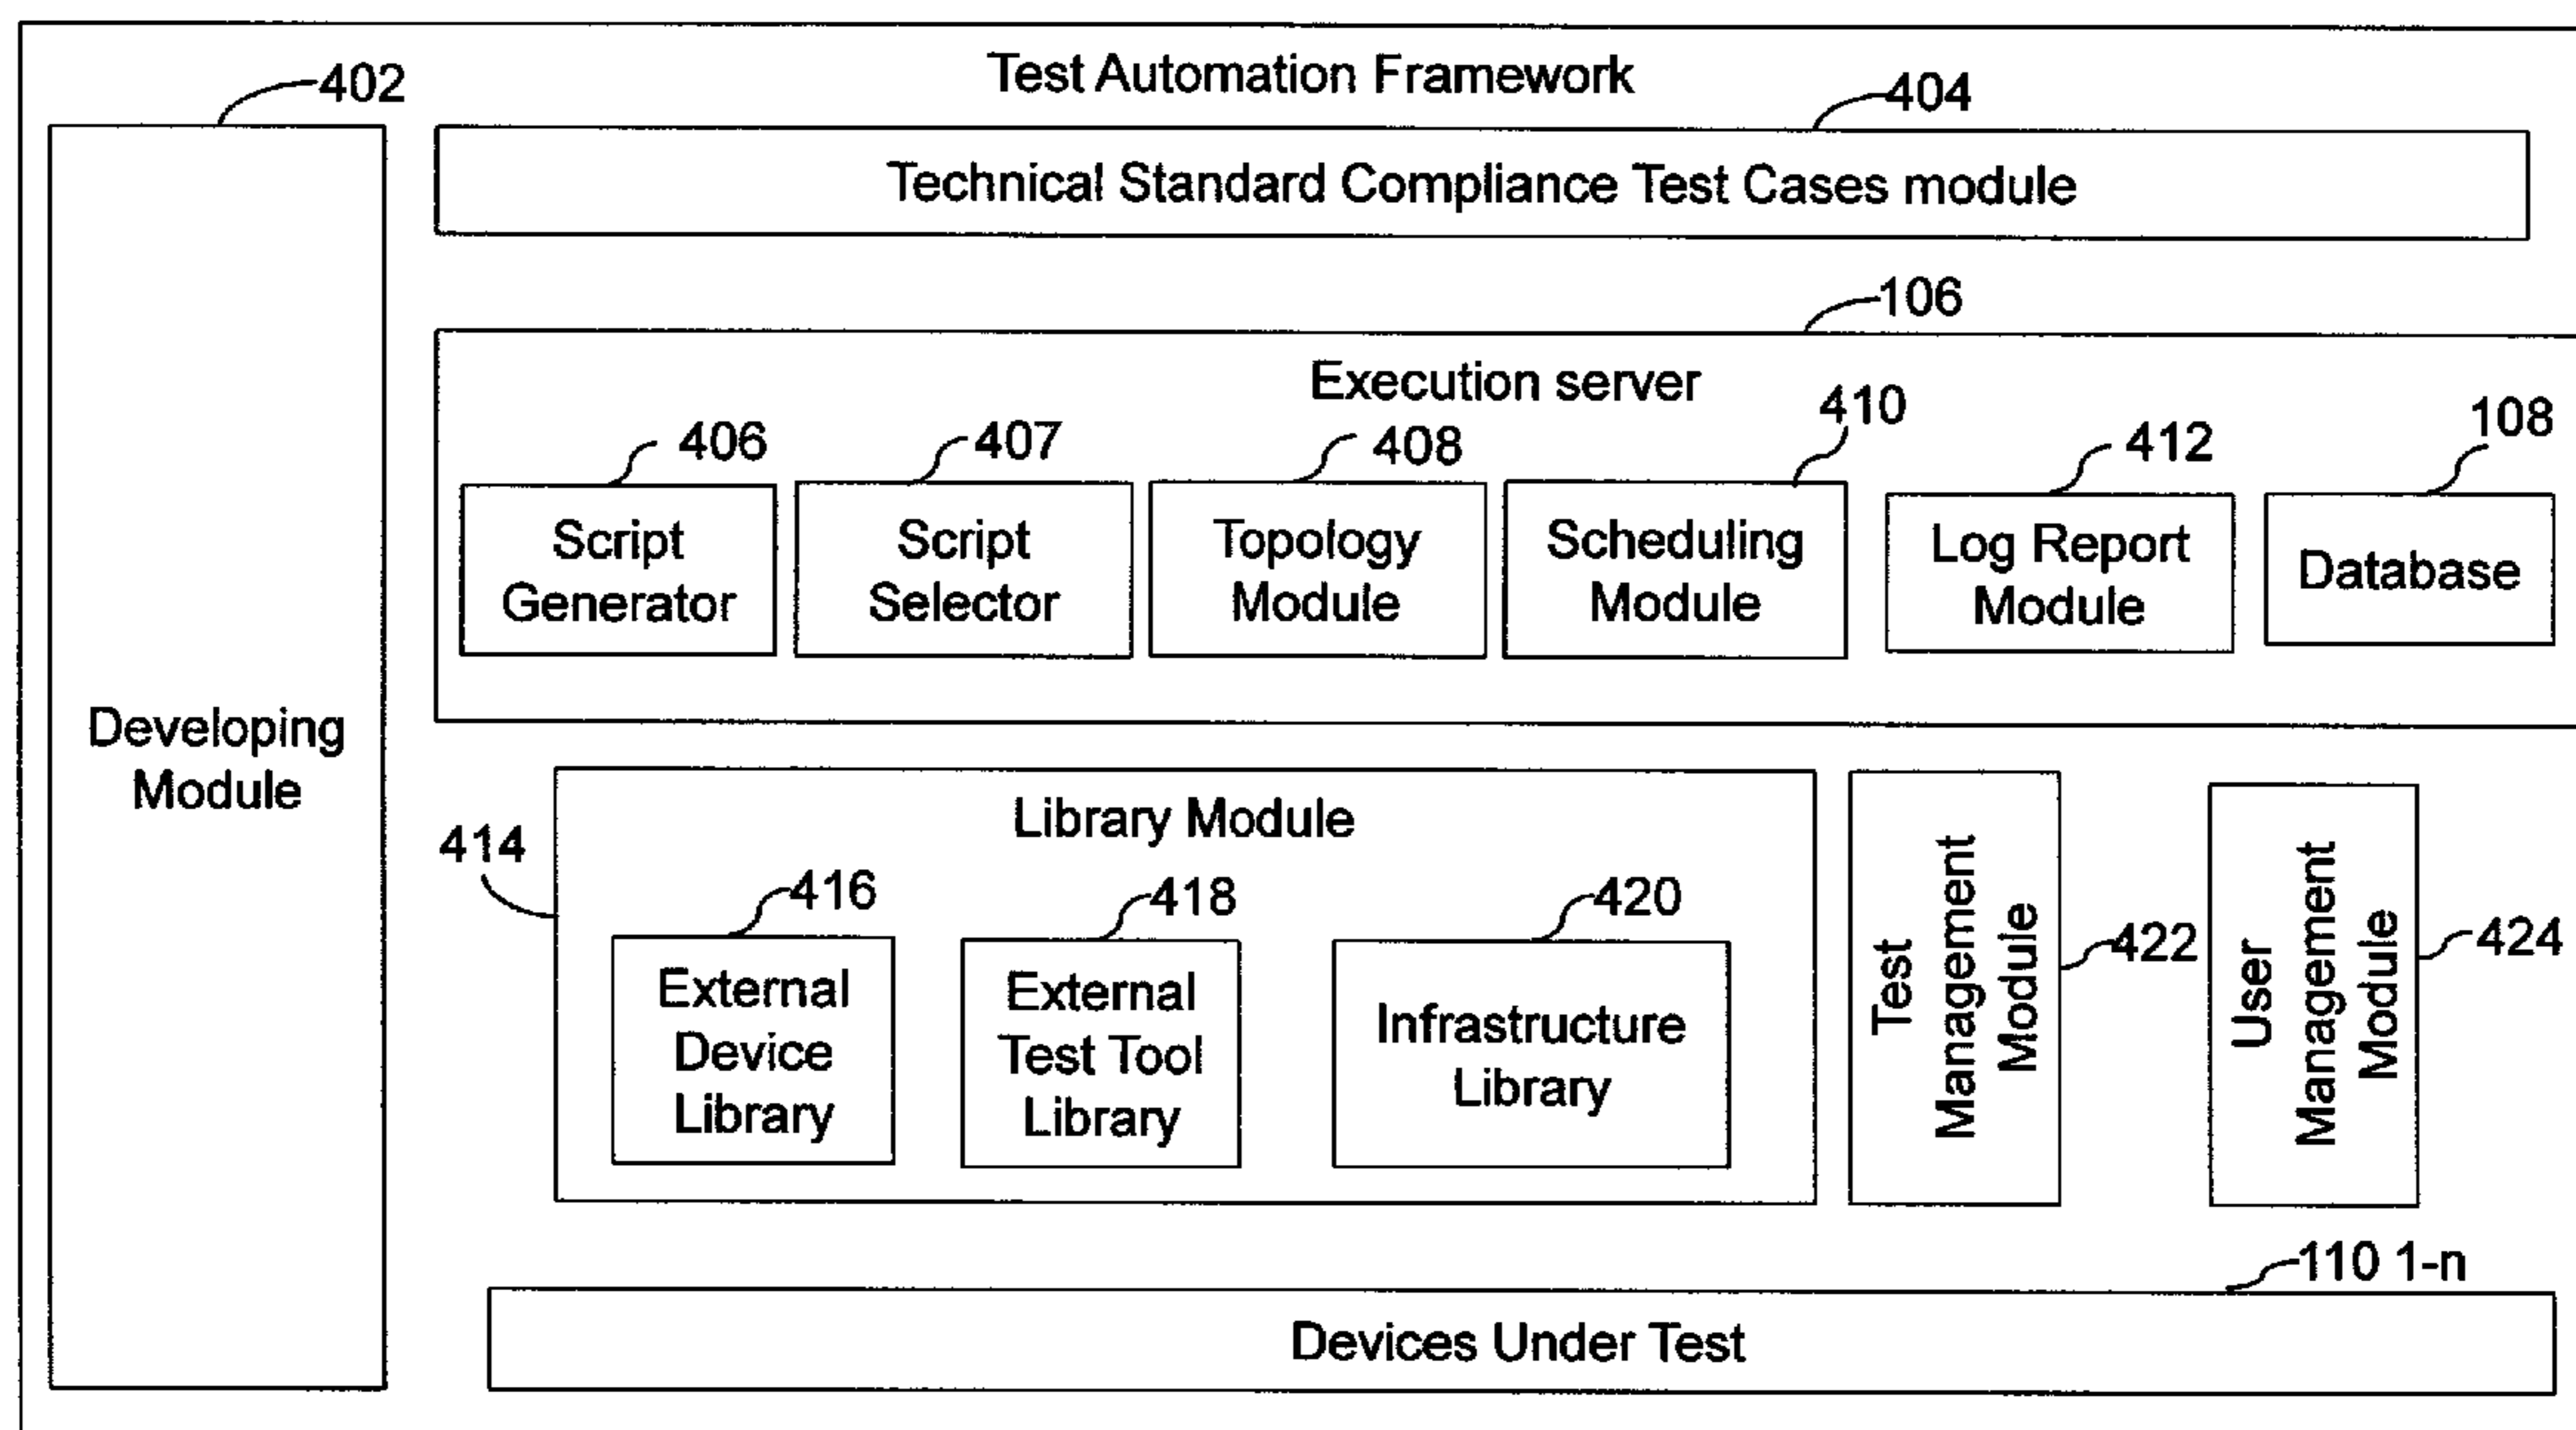 Test Automation Framework
402
404
Technical Standard Compliance Test Cases module
106
Execution server
406
407
408
410
412
108
Script
Generator
Script
Selector
Topology
Module
Scheduling
Module
Log Report
Module
Database
Developing
Module
414
Library Module
416
418
420
External
Device
Library
External
Test Tool
Library
Infrastructure
Library
Test
Management
Module
422
User
Management
Module
424
110 1-n
Devices Under Test